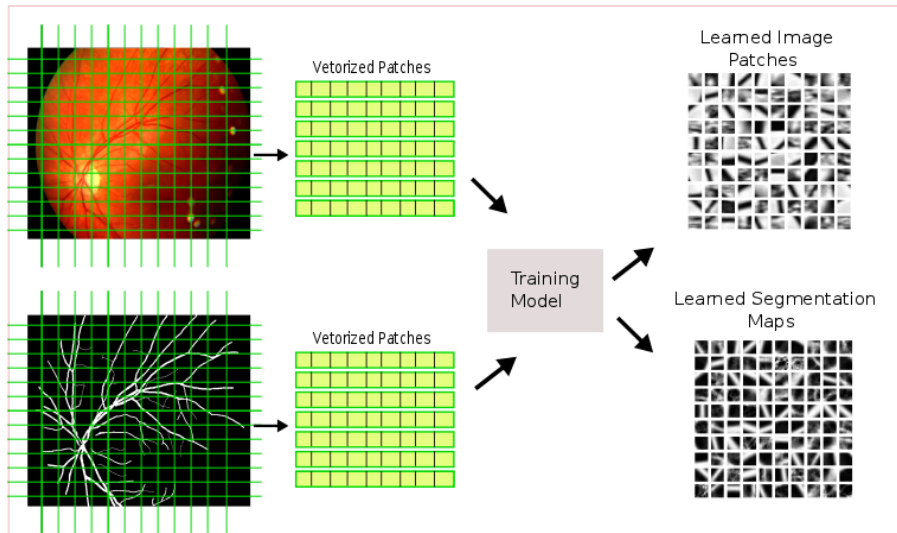 Vetorized Patches
Learned Image
Patches
Training
Model
Vetorized Patches
Learned Segmentation
Maps